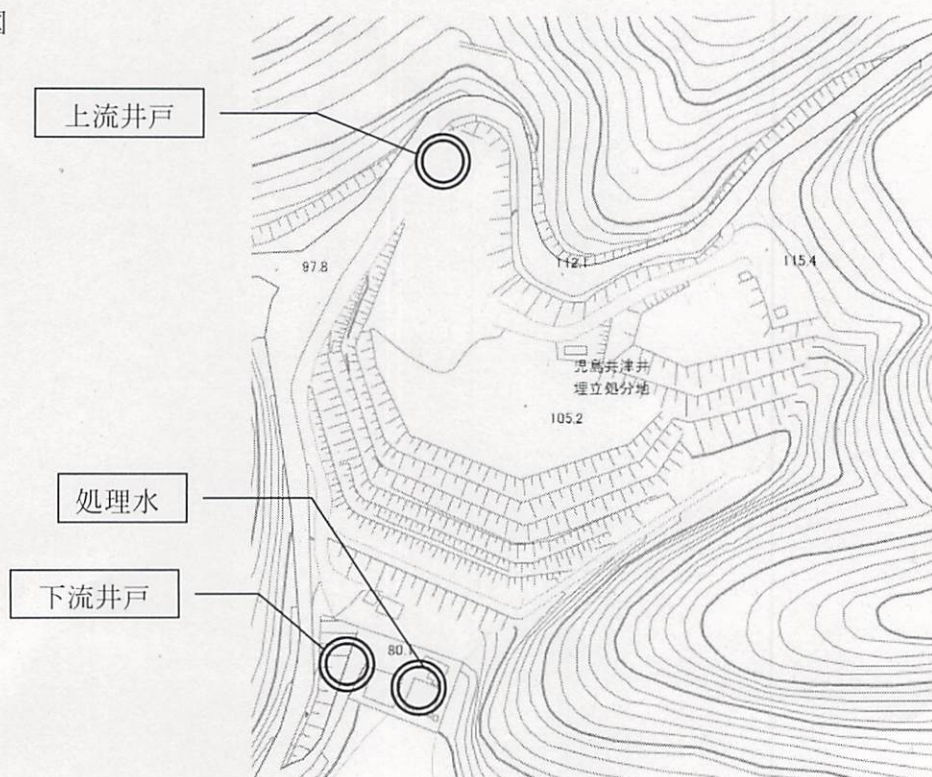 図
上流井戸
97.8
112.1
115.4
児島井津井
埋立処分地
105.2
処理水
下流井戸
80.1